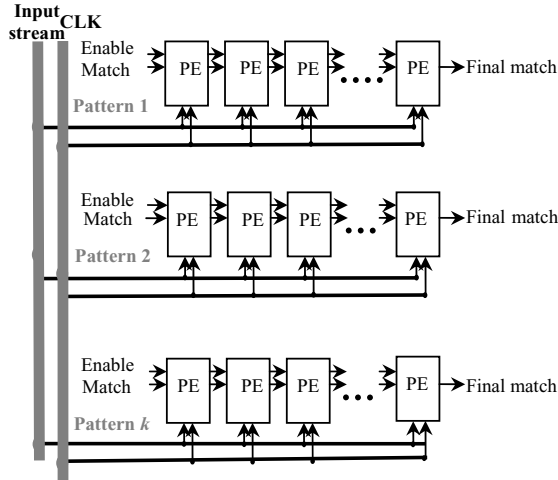 Input
stream
CLK
Enable
Match
PE PE PE PE
Final match
Pattern 1
Enable
Match
PE PE PE PE
Final match
Pattern 2
Enable
Match
PE PE PE PE
Final match
Pattern k